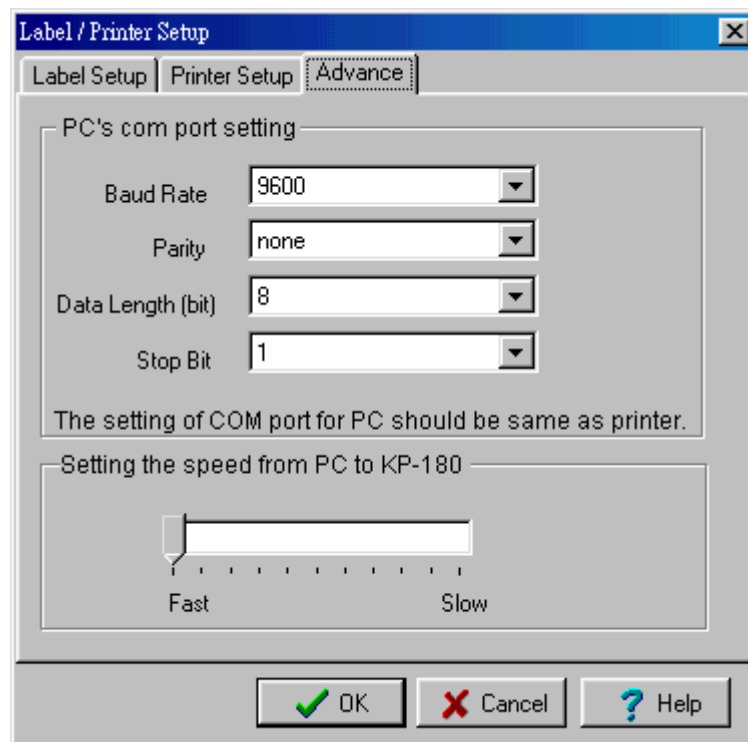 Label / Printer Setup
Label Setup
Printer Setup
Advance
PC's com port setting
Baud Rate
9600
Parity
none
Data Length (bit)
8
Stop Bit
1
The setting of COM port for PC should be same as printer.
Setting the speed from PC to KP-180
Fast
Slow
OK
Cancel
Help